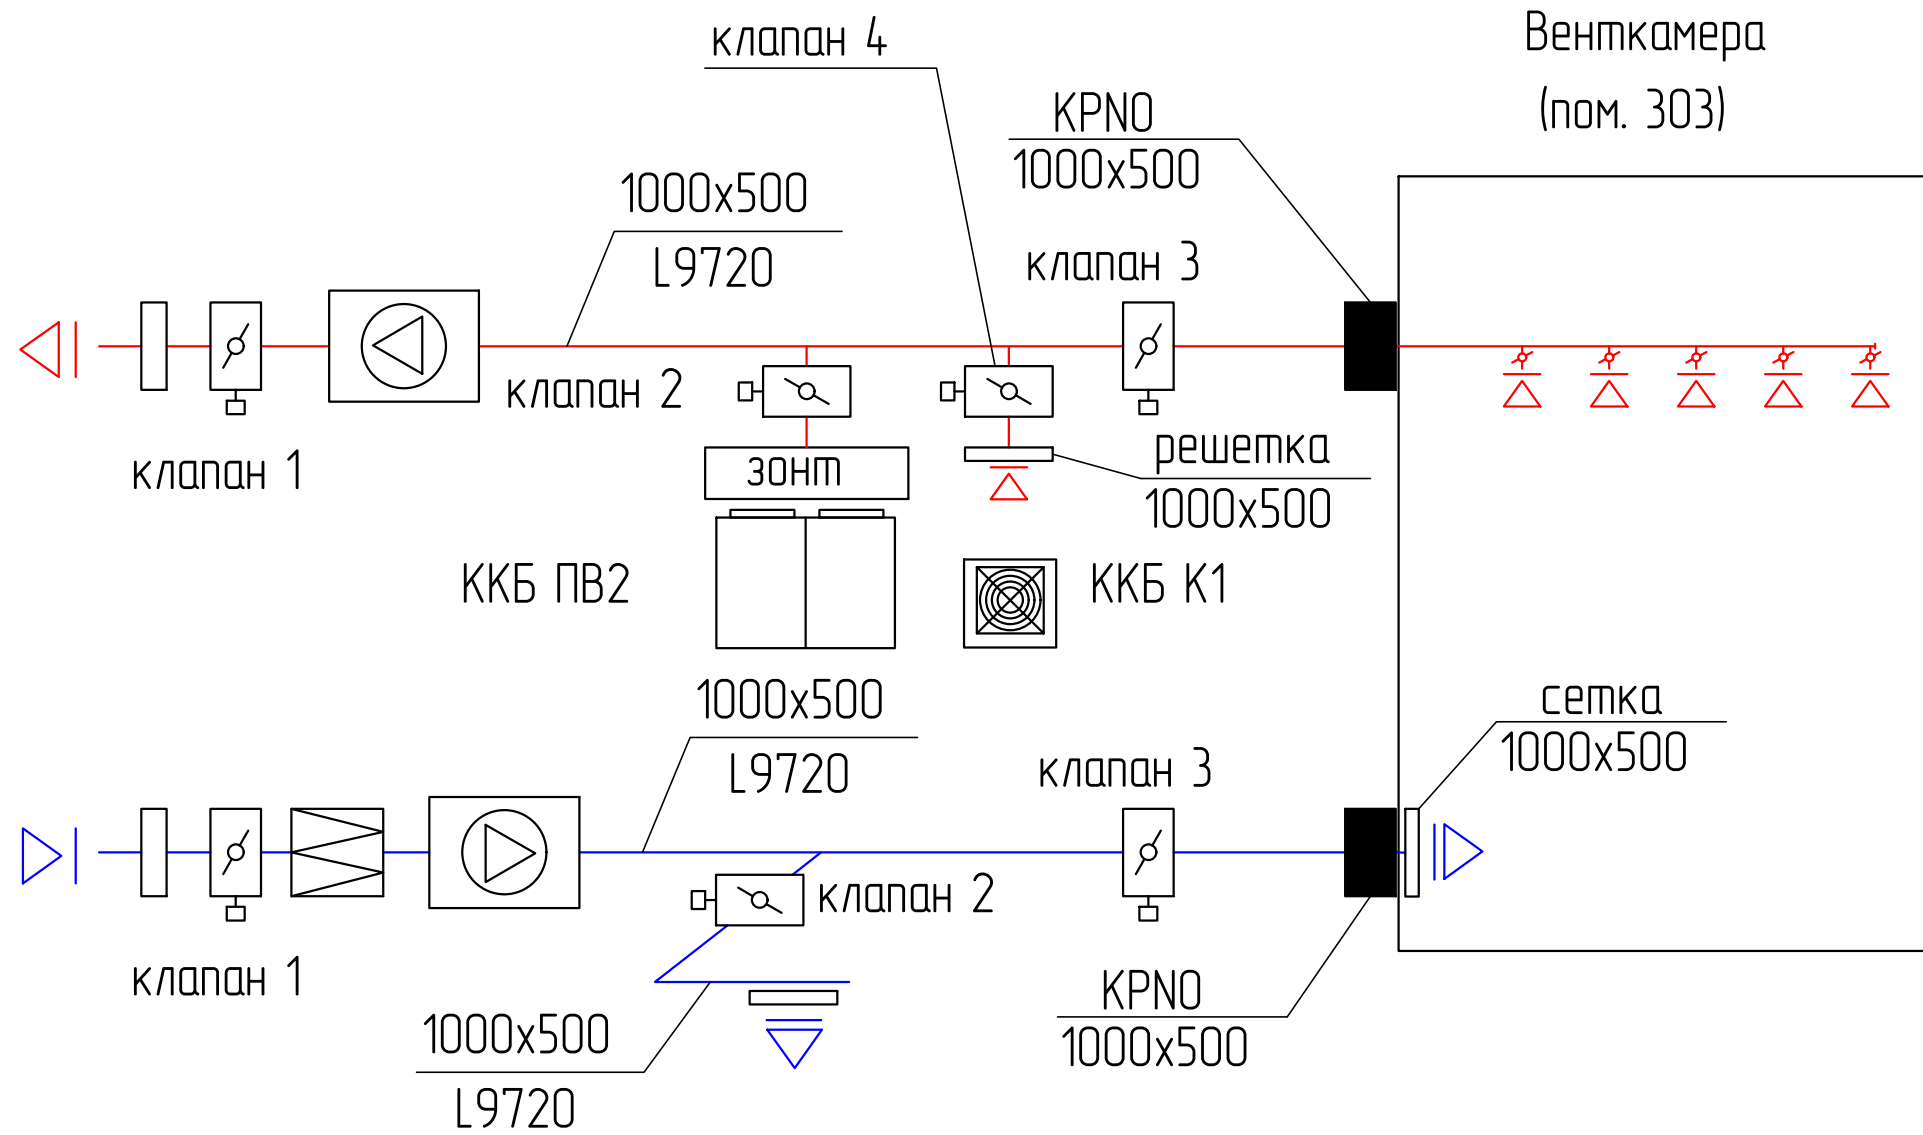 клапан 4
Венткамера
(пом. 303)
KPNO
1000x500
1000x500
L9720
клапан 3
клапан 2
клапан 1
зонт
решетка
1000x500
ККБ ПВ2
ККБ К1
1000x500
L9720
сетка
1000x500
клапан 3
клапан 2
клапан 1
KPNO
1000x500
1000x500
L9720